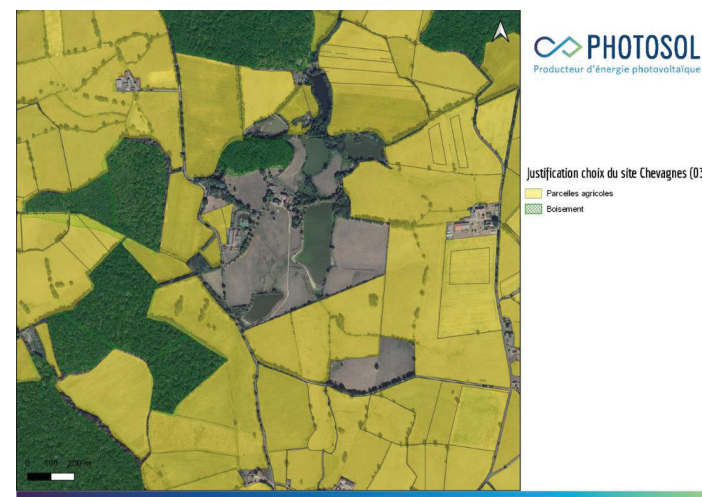 PHOTOSOL
Producteur d'énergie photovoltaïque
Justification choix du site Chevagnes (03
Parcelles agricoles
Boisement
0 100 200 m